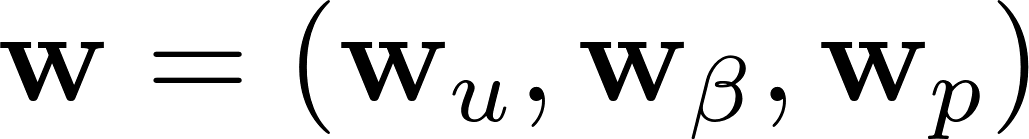 𝐰 = (𝐰_u, 𝐰_β, 𝐰_p)